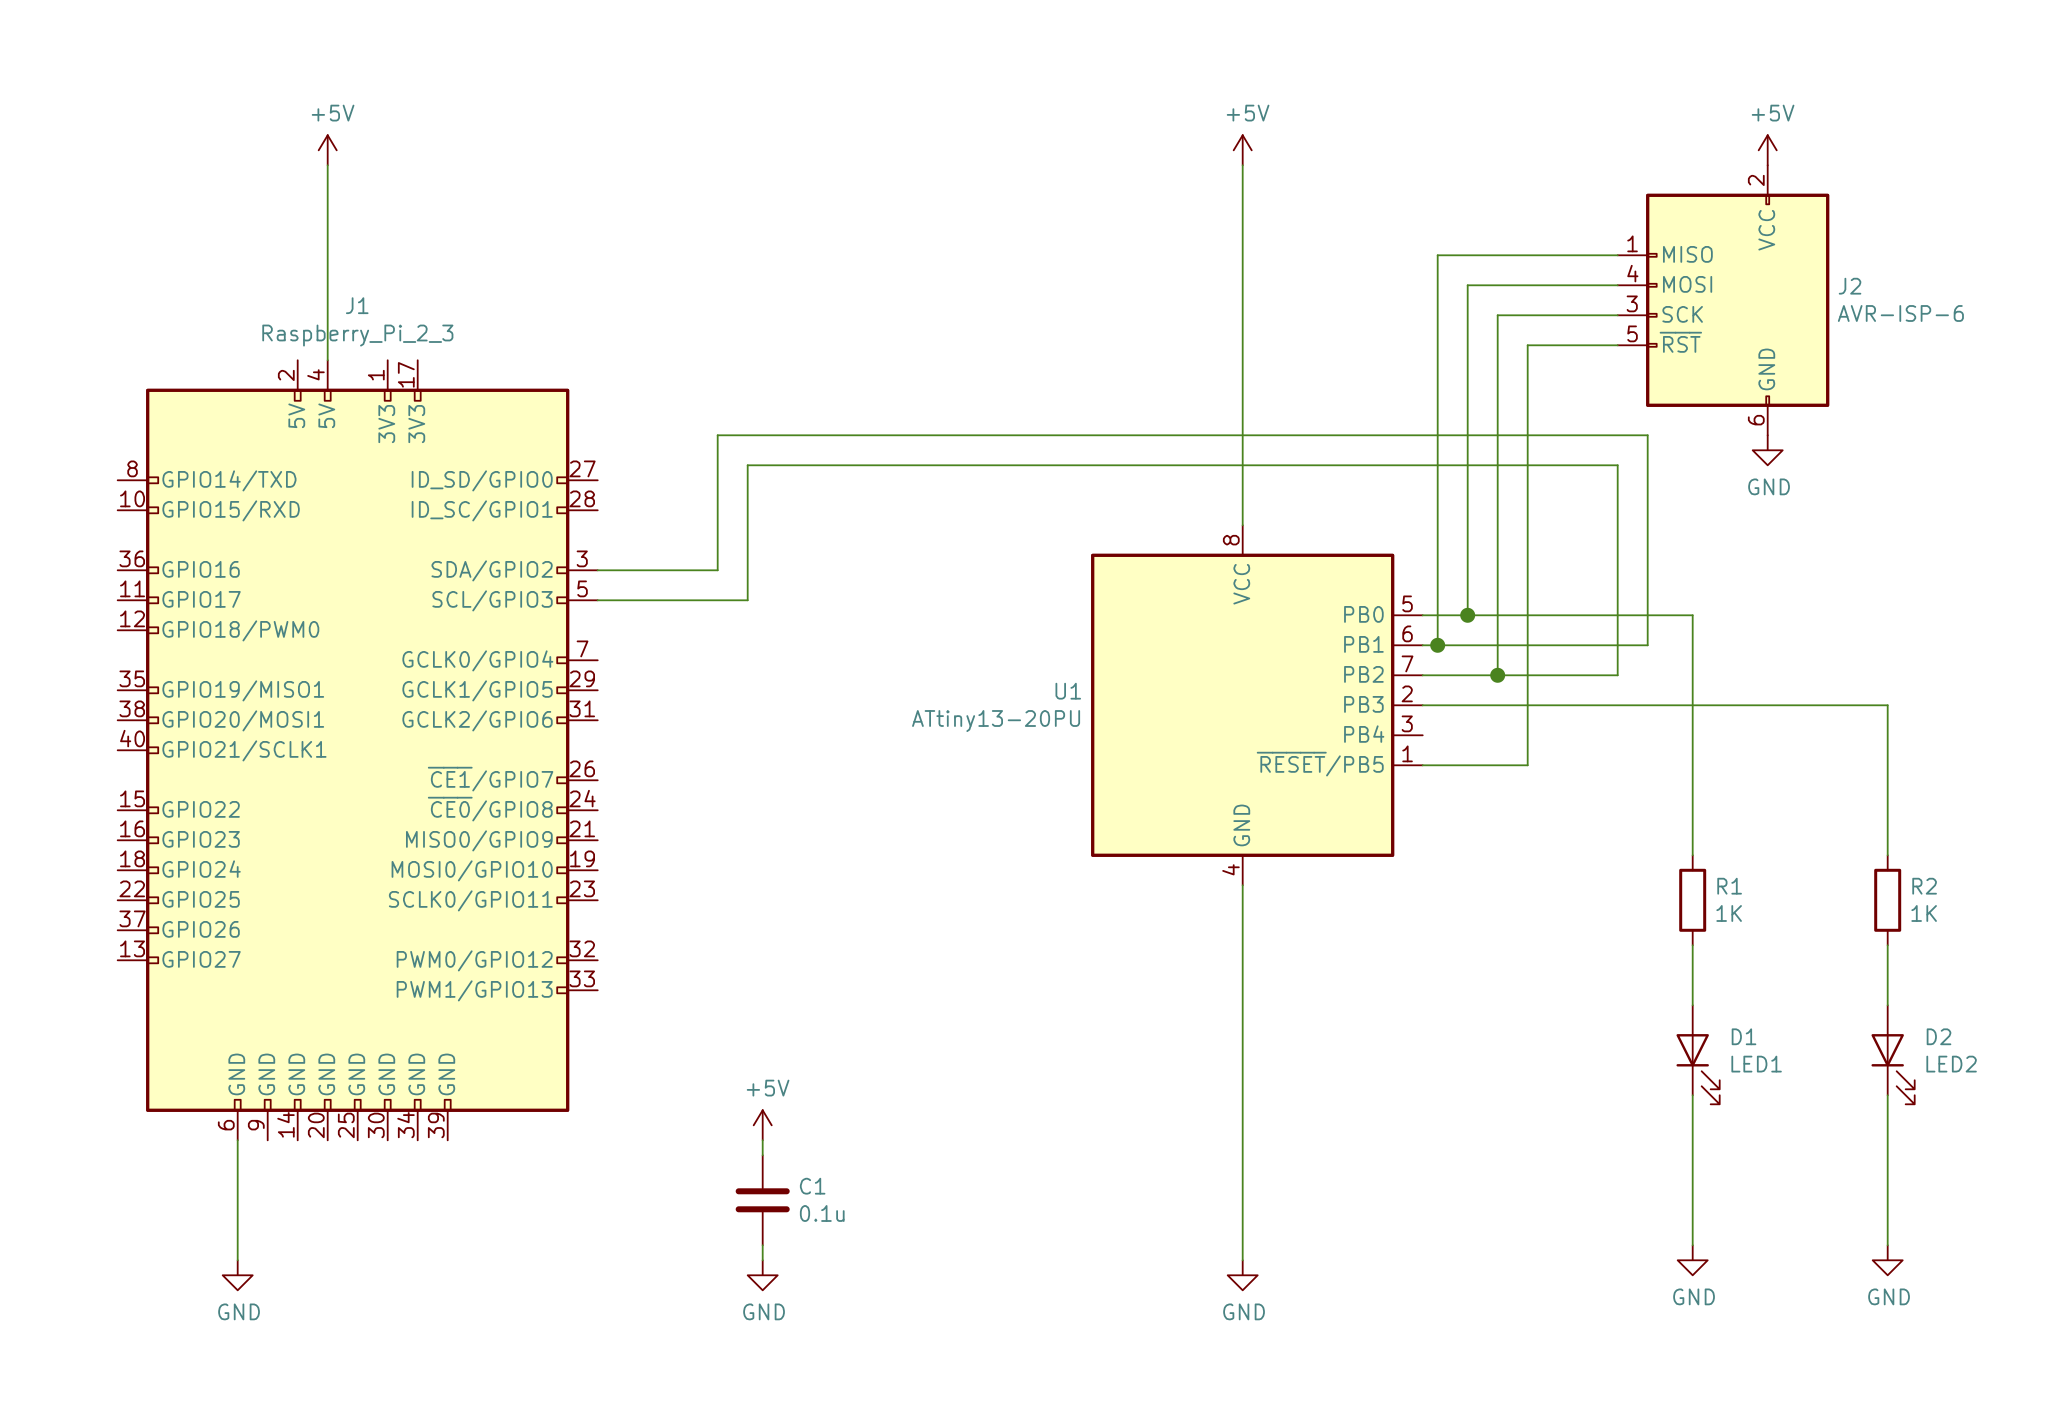 +5V
+5V
+5V
J1
Raspberry_Pi_2_3
2
4
1
17
5V
5V
3V3
3V3
8
GPIO14/TXD
10
GPIO15/RXD
36
GPIO16
11
GPIO17
12
GPIO18/PWM0
35
GPIO19/MISO1
38
GPIO20/MOSI1
40
GPIO21/SCLK1
15
GPIO22
16
GPIO23
18
GPIO24
22
GPIO25
37
GPIO26
13
GPIO27
ID_SD/GPIO0
27
ID_SC/GPIO1
28
SDA/GPIO2
3
SCL/GPIO3
5
GCLK0/GPIO4
7
GCLK1/GPIO5
29
GCLK2/GPIO6
31
CE1/GPIO7
26
CE0/GPIO8
24
MISO0/GPIO9
21
MOSI0/GPIO10
19
SCLK0/GPIO11
23
PWM0/GPIO12
32
PWM1/GPIO13
33
GND
GND
GND
GND
GND
GND
GND
GND
6
9
14
20
25
30
34
39
GND
+5V
C1
0.1u
GND
U1
ATtiny13-20PU
8
VCC
PB0
5
PB1
6
PB2
7
PB3
2
PB4
3
RESET/PB5
1
GND
4
GND
2
VCC
1
MISO
4
MOSI
3
SCK
5
RST
GND
6
J2
AVR-ISP-6
GND
R1
1K
R2
1K
D1
LED1
D2
LED2
GND
GND